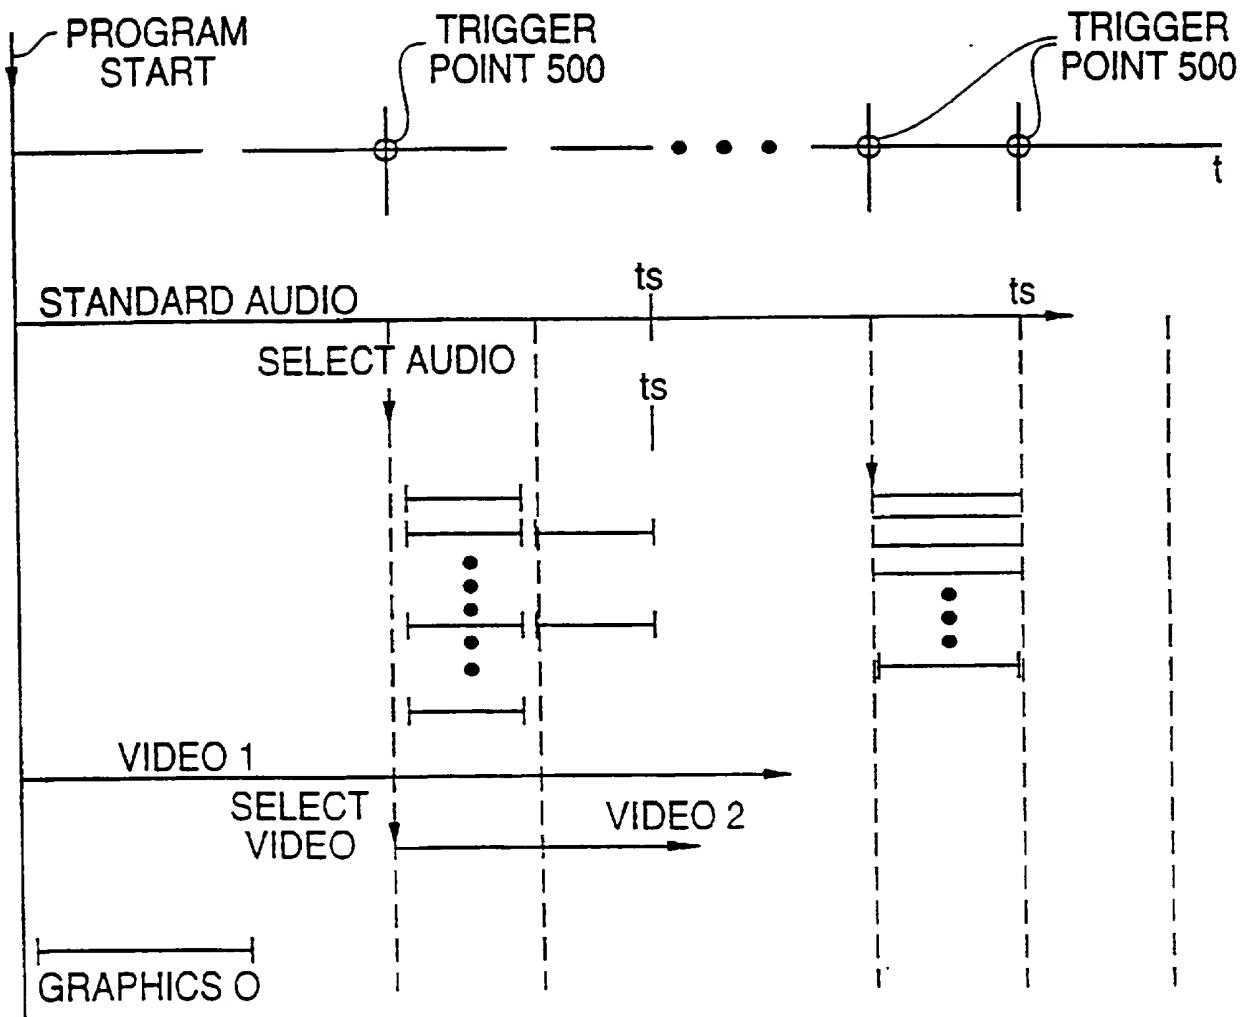 PROGRAM
START
TRIGGER
POINT 500
TRIGGER
POINT 500
t
STANDARD AUDIO
ts
ts
SELECT AUDIO
ts
VIDEO 1
SELECT
VIDEO
VIDEO 2
GRAPHICS O